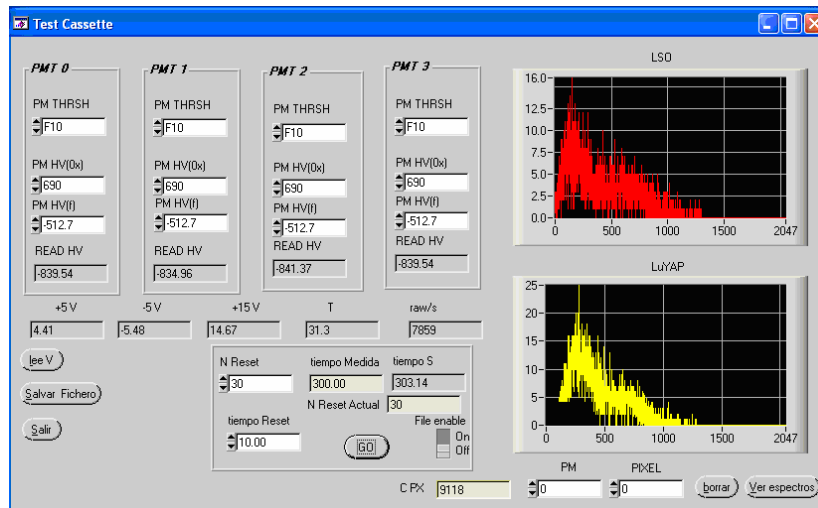 Test Cassette
PMT 0 PMT 1 PMT 2 PMT 3
PM THRSH PM THRSH PM THRSH PM THRSH
F10 F10 F10 F10
PM HV(0x) PM HV(0x) PM HV(0x) PM HV(0x)
690 690 690 690
PM HV(f) PM HV(f) PM HV(f) PM HV(f)
-512.7 -512.7 -512.7 -512.7
READ HV READ HV READ HV READ HV
-839.54 -834.96 -841.37 -839.54
+5 V -5V +15 V T raw/s
4.41 -5.48 14.67 31.3 7859
lee V
Salvar Fichero
Salir
N Reset tiempo Medida tiempo S
30 300.00 303.14
N Reset Actual 30
tiempo Reset File enable
10.00 GO On
Off
LSO
16.0
12.5
10.0
7.5
5.0
2.5
0.0
0 500 1000 1500 2047
LuYAP
25
20
15
10
5
0
0 500 1000 1500 2047
PM PIXEL
C PX 9118 0 0 borrar Ver espectros